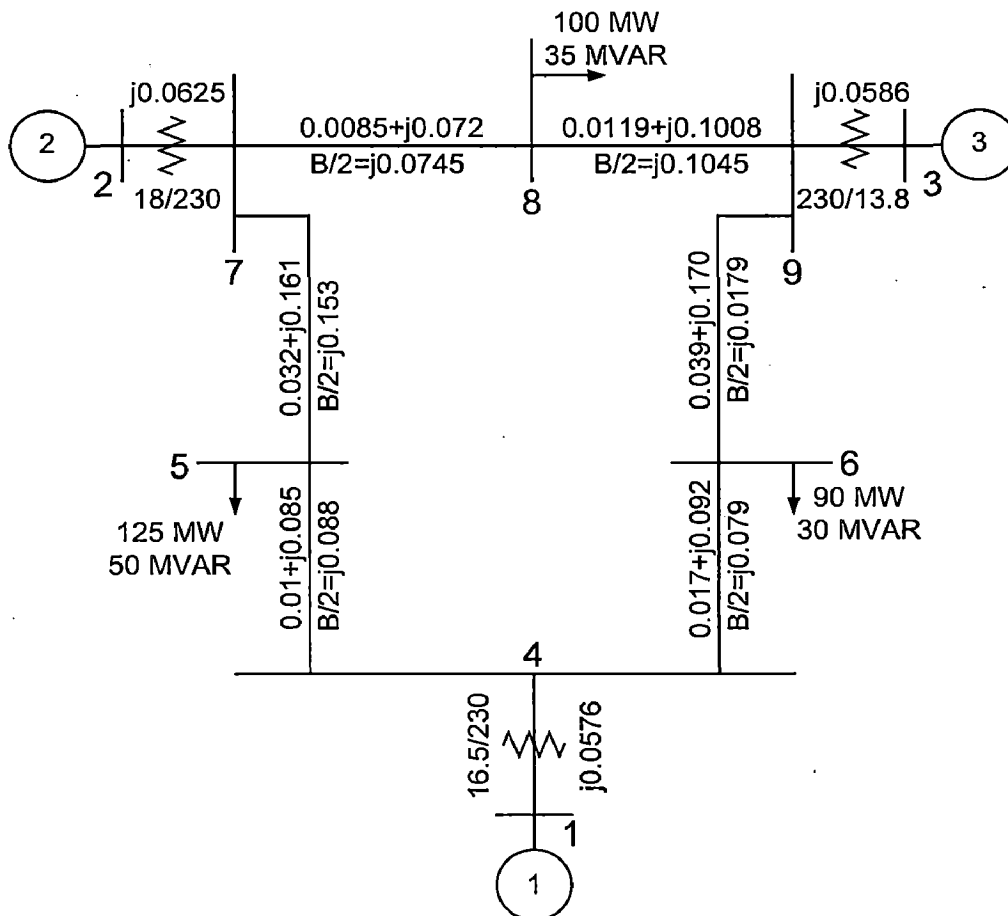 100 MW
35 MVAR
j0.0625
j0.0586
2
0.0085+j0.072
0.0119+j0.1008
3
B/2=j0.0745
B/2=j0.1045
2
8
3
18/230
230/13.8
7
9
0.032+j0.161
B/2=j0.153
0.039+j0.170
B/2=j0.0179
5
6
125 MW
50 MVAR
90 MW
30 MVAR
0.01+j0.085
B/2=j0.088
0.017+j0.092
B/2=j0.079
4
16.5/230
j0.0576
1
1